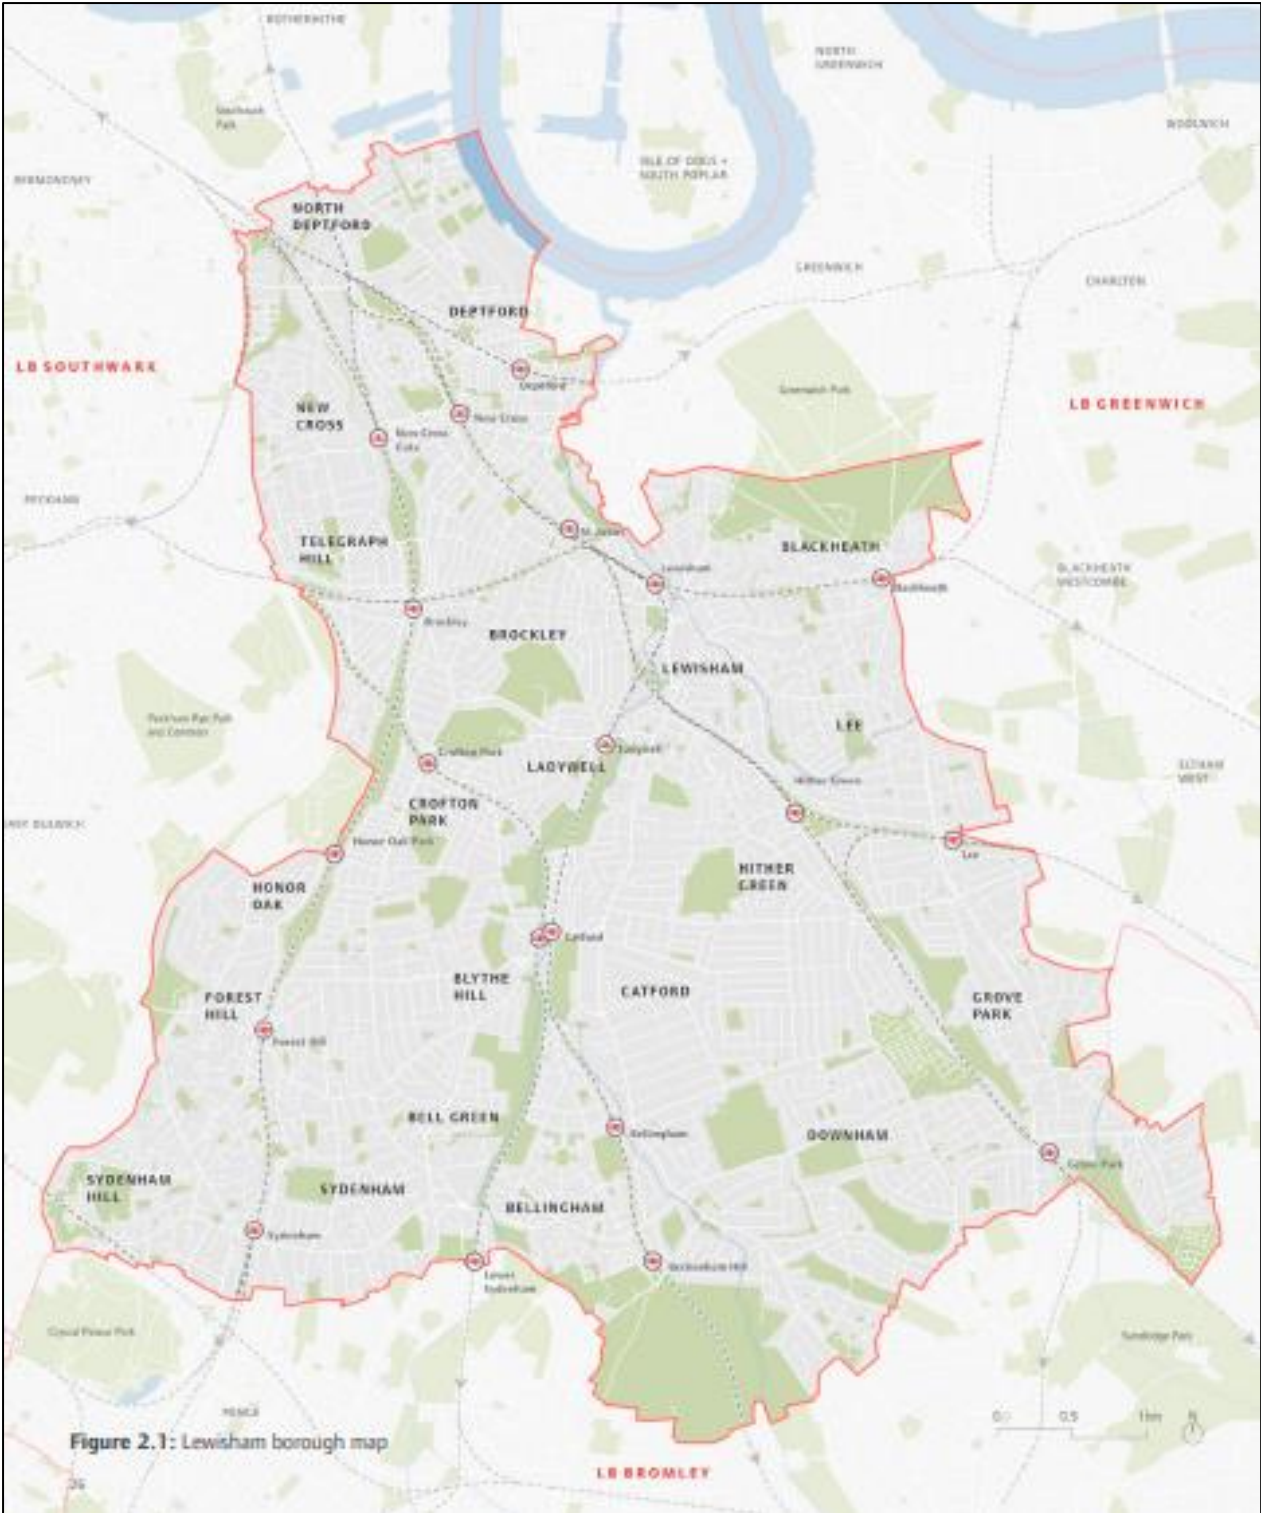 ROTHERHITHE
NORTH
GREENWICH
Southwark
Park
WOOLWICH
BERMONDSEY
ISLE OF DOGS +
SOUTH POPLAR
NORTH
DEPTFORD
GREENWICH
CHARLTON
DEPTFORD
LB SOUTHWARK
Deptford
Greenwich Park
LB GREENWICH
NEW
CROSS
New Cross
New Cross
Gate
PECKHAM
St Johns
TELEGRAPH
HILL
BLACKHEATH
Lewisham
BLACKHEATH
WESTCOMBE
Blackheath
Brockley
BROCKLEY
LEWISHAM
Peckham Rye Park
and Common
LEE
Crofton Park
Ladywell
LADYWELL
ELTHAM
WEST
Hither Green
CROFTON
PARK
DULWICH
Honor Oak Park
Lee
HITHER
GREEN
HONOR
OAK
Catford
BLYTHE
HILL
CATFORD
FOREST
HILL
GROVE
PARK
Forest Hill
BELL GREEN
Bellingham
DOWNHAM
Grove Park
SYDENHAM
HILL
SYDENHAM
BELLINGHAM
Sydenham
Beckenham Hill
Lower
Sydenham
Crystal Palace Park
Sundridge Park
PENGE
0 0.5 1km N
Figure 2.1: Lewisham borough map
LB BROMLEY
26